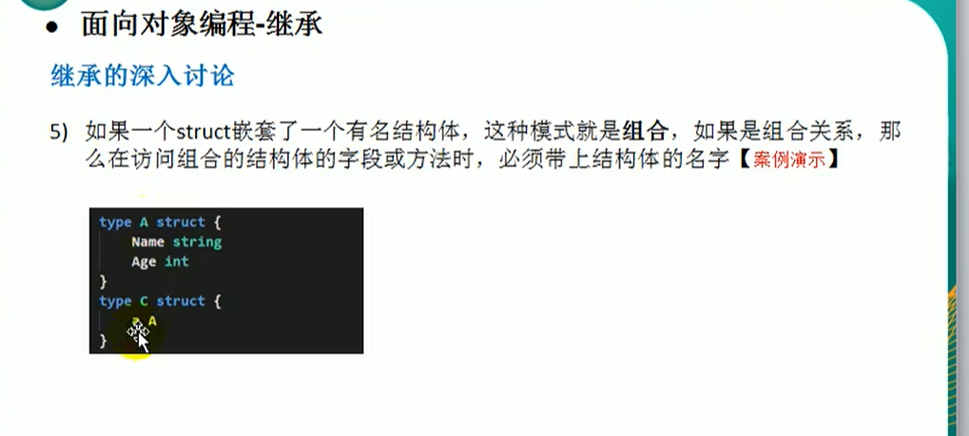 ● 面向对象编程-继承
继承的深入讨论
5) 如果一个struct嵌套了一个有名结构体，这种模式就是组合，如果是组合关系，那
么在访问组合的结构体的字段或方法时，必须带上结构体的名字【案例演示】
type A struct {
Name string
Age int
}
type C struct {
A
}